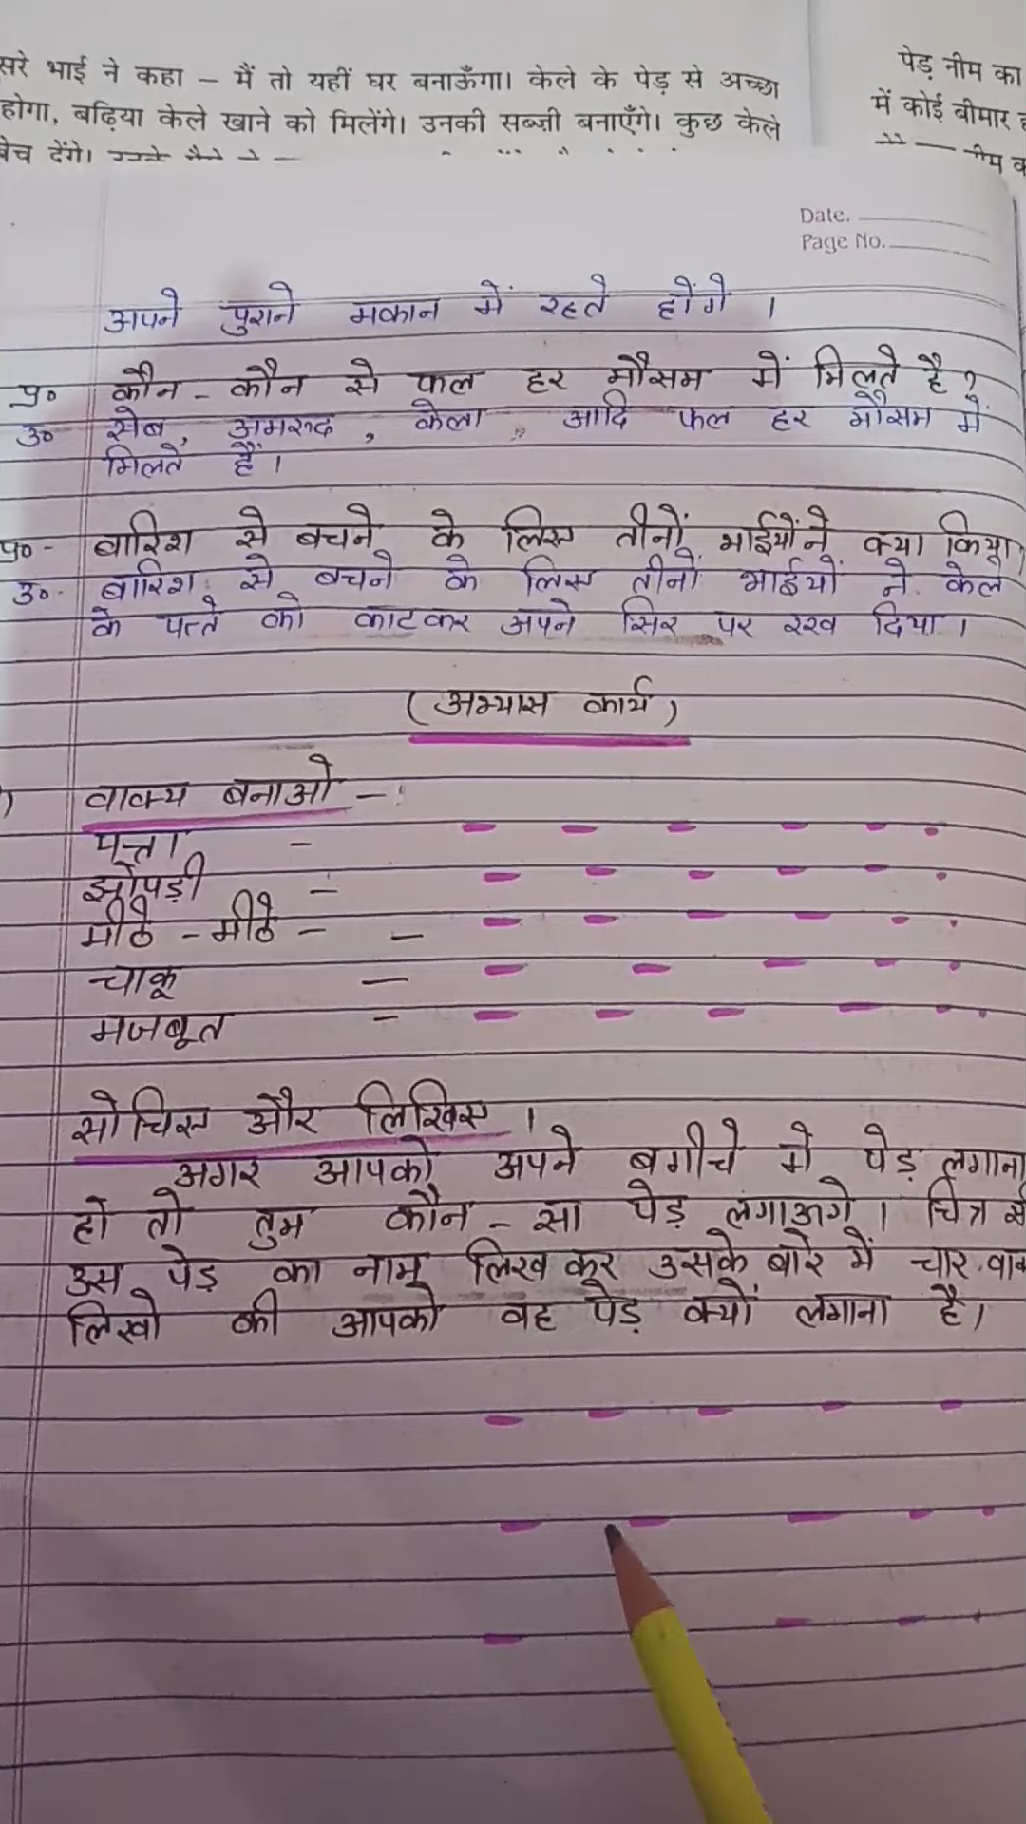 सरे भाई ने कहा – मैं तो यहीं घर बनाऊँगा। केले के पेड़ से अच्छा
होगा, बढ़िया केले खाने को मिलेंगे। उनकी सब्ज़ी बनाएँगे। कुछ केले
बेच देंगे।
पेड़ नीम का
में कोई बीमार
Date.
Page No.
अपने पुराने मकान में रहते होंगे ।
प्र० कौन - कौन से फल हर मौसम में मिलते है ?
उ० सेब, अमरुद, केला आदि फल हर मौसम में
मिलते हैं ।
प्र०- बारिश से बचने के लिए तीनों भाईयों ने क्या किया
उ०- बारिश से बचने के लिए तीनों भाईयों ने केले
के पत्ते को काटकर अपने सिर पर रख दिया ।
(अभ्यास कार्य)
वाक्य बनाओ -
पत्ता -
झोपड़ी -
मीठे - मीठे - -
चाकू -
मजबूत -
सोचिए और लिखिए ।
अगर आपको अपने बगीचे मे पेड़ लगाना
हो तो तुम कौन - सा पेड़ लगाओगे । चित्र
उस पेड़ का नाम लिख कर उसके बारे में चार
लिखो की आपको वह पेड़ क्यों लगाना है।